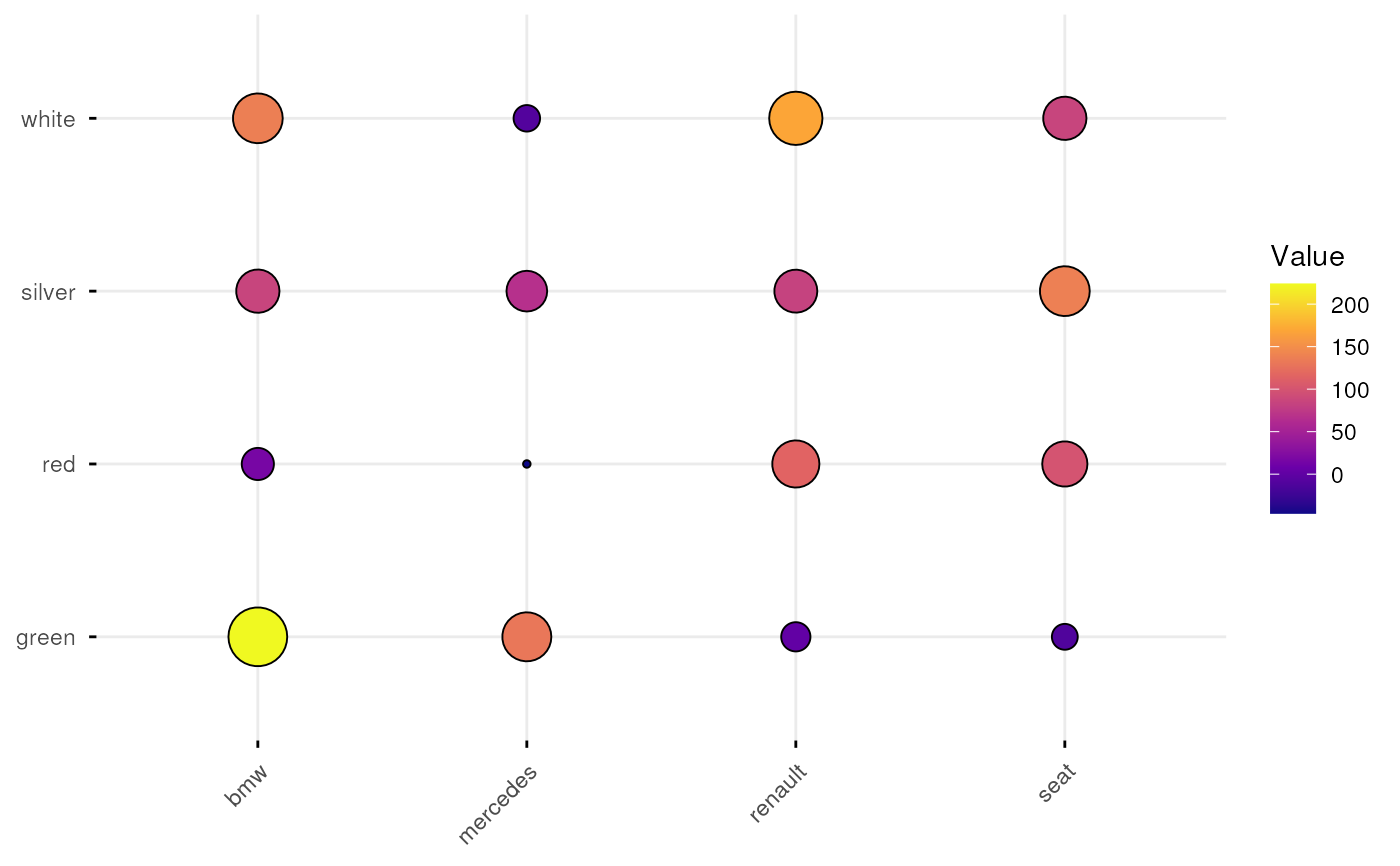 white
silver
red
green
bmw
mercedes
renault
seat
Value
200
150
100
50
0